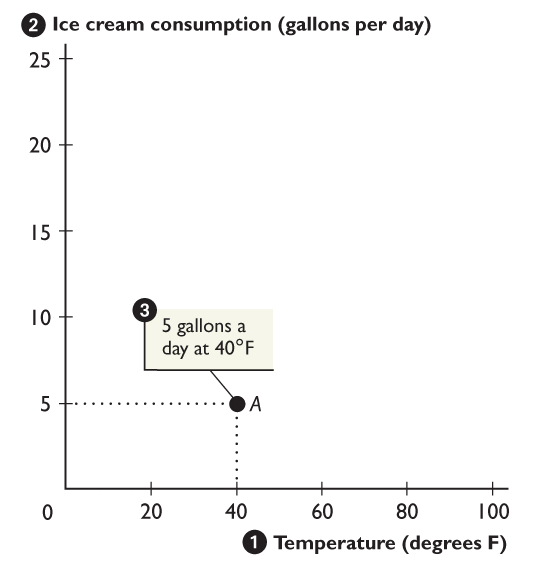 2 Ice cream consumption (gallons per day)
25
20
15
10
3
5 gallons a
day at 40°F
5
A
0
20 40 60 80 100
1 Temperature (degrees F)